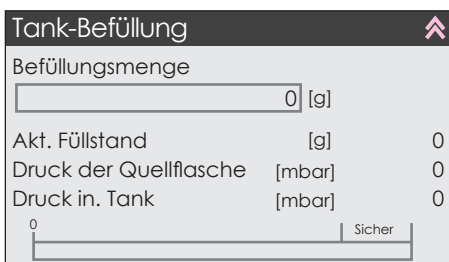 Tank-Befüllung
Befüllungsmenge
0 [g]
Akt. Füllstand [g] 0
Druck der Quellflasche [mbar] 0
Druck in. Tank [mbar] 0
0 Sicher